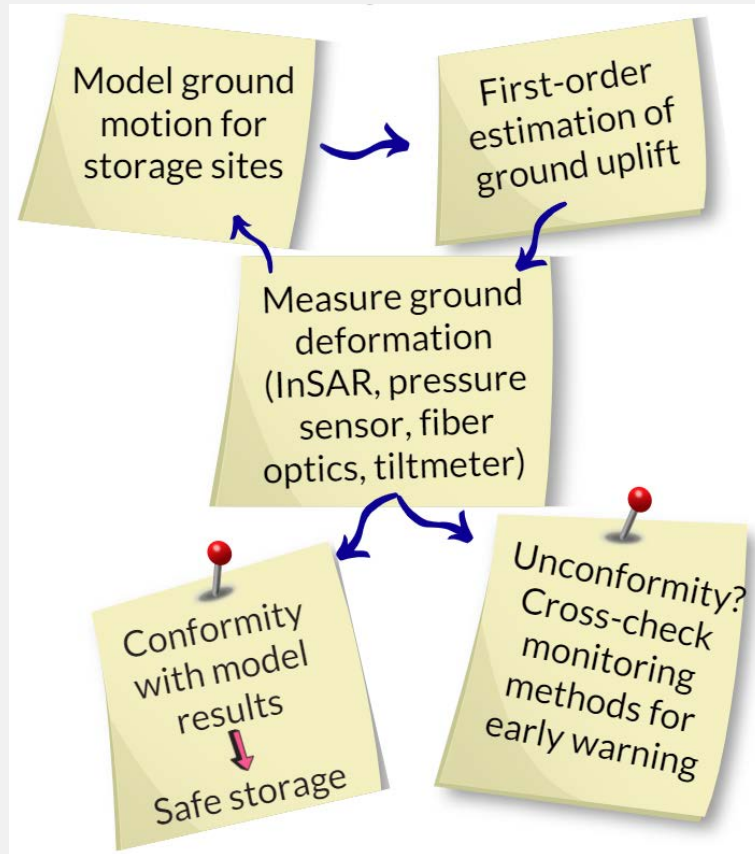 Model ground
motion for
storage sites
First-order
estimation of
ground uplift
Measure ground
deformation
(InSAR, pressure
sensor, fiber
optics, tiltmeter)
Conformity
with model
results
Safe storage
Unconformity?
Cross-check
monitoring
methods for
early warning